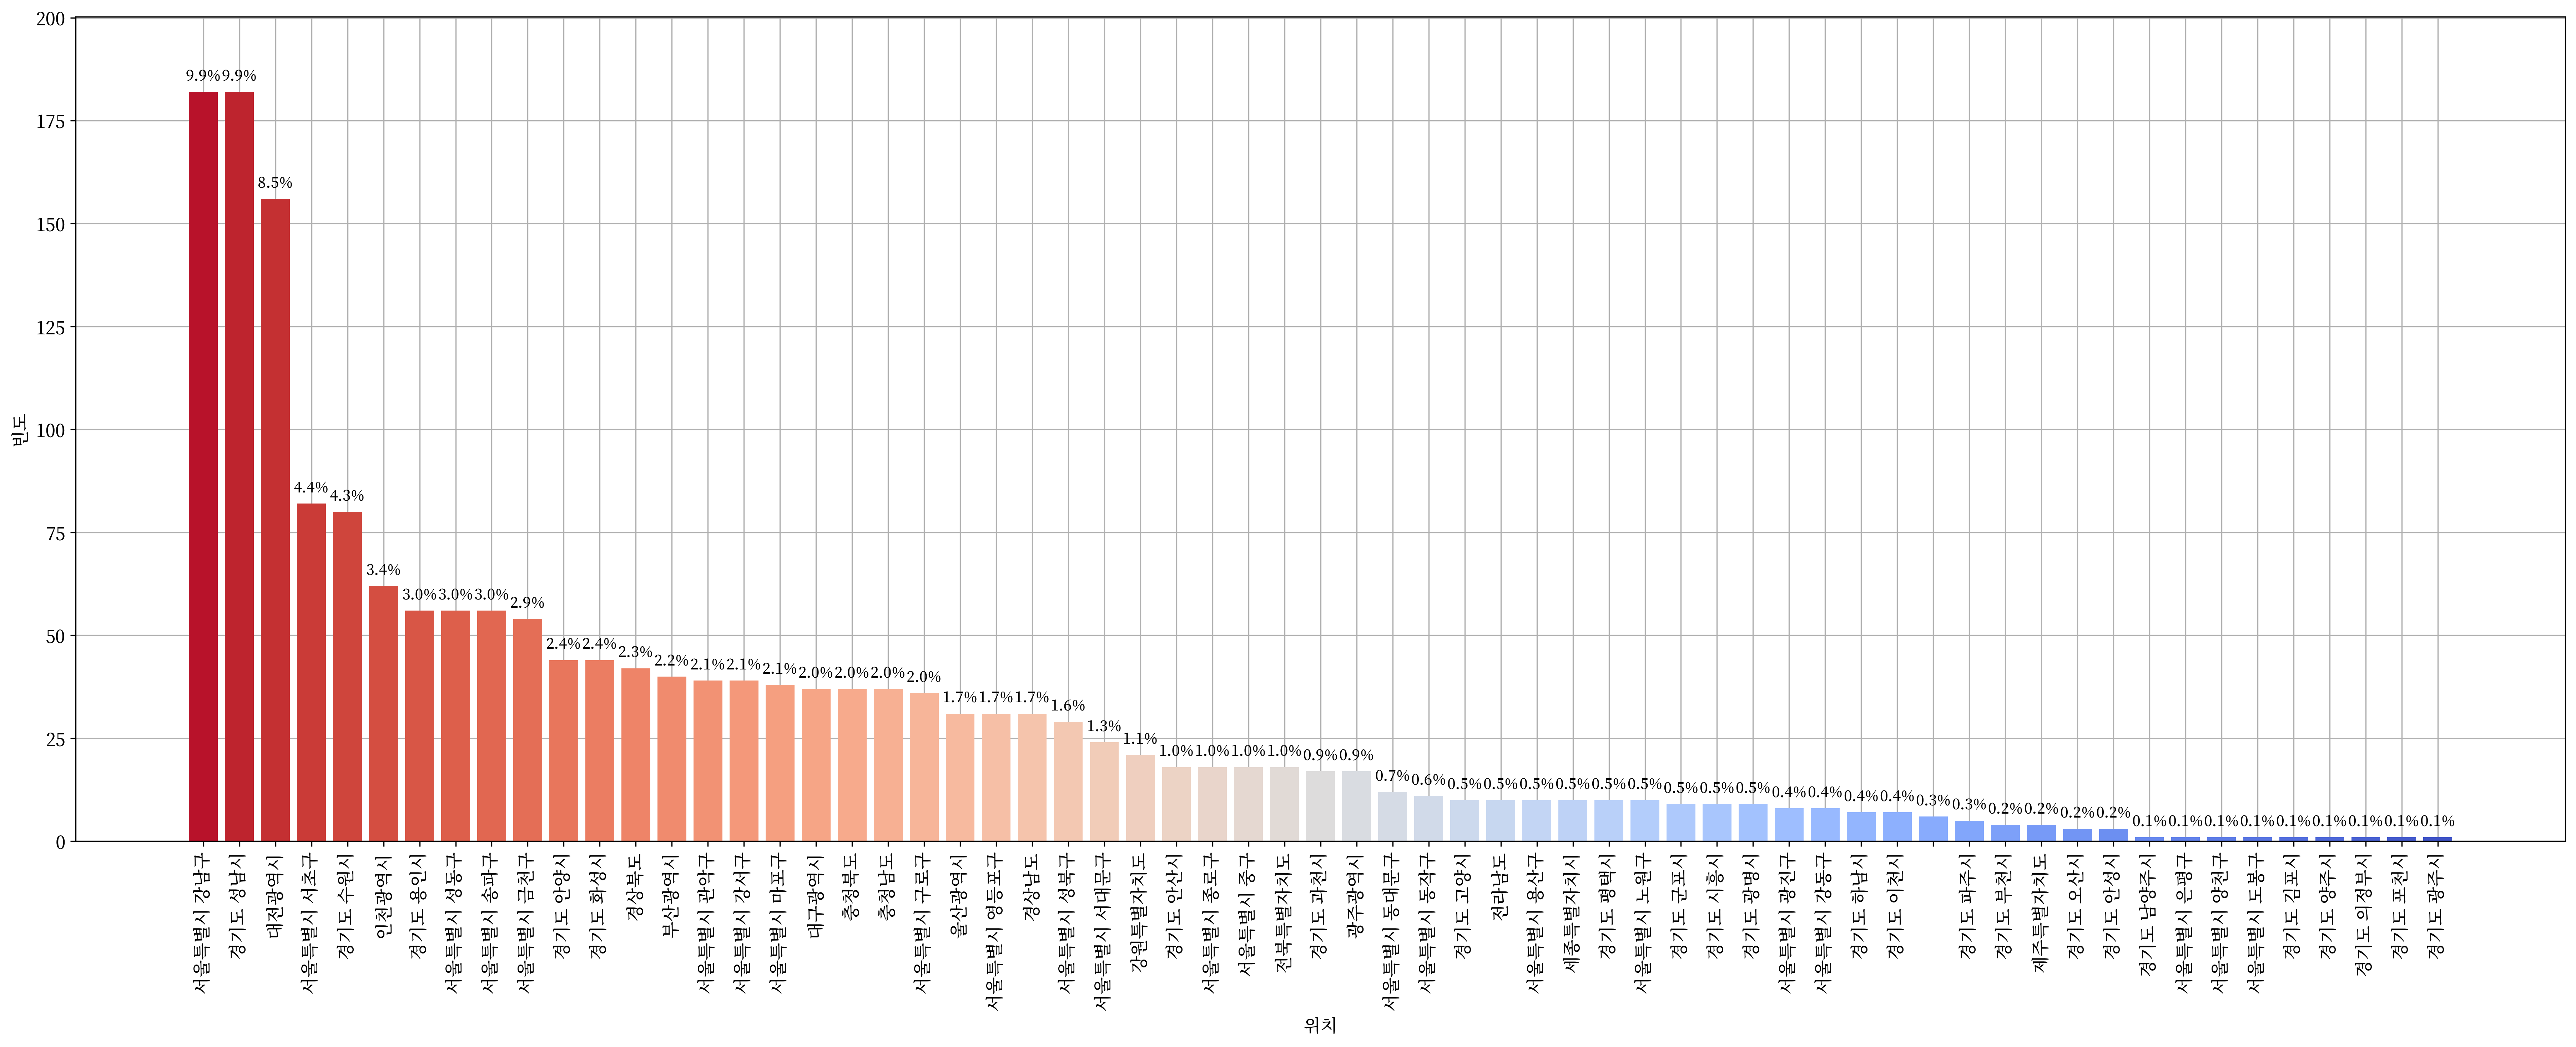 200
175
150
125
100
75
50
25
0
빈도
9.9%
9.9%
8.5%
4.4%
4.3%
3.4%
3.0%
3.0%
3.0%
2.9%
2.4%
2.4%
2.3%
2.2%
2.1%
2.1%
2.1%
2.0%
2.0%
2.0%
2.0%
1.7%
1.7%
1.7%
1.6%
1.3%
1.1%
1.0%
1.0%
1.0%
1.0%
0.9%
0.9%
0.7%
0.6%
0.5%
0.5%
0.5%
0.5%
0.5%
0.5%
0.5%
0.5%
0.5%
0.4%
0.4%
0.4%
0.4%
0.3%
0.3%
0.2%
0.2%
0.2%
0.2%
0.1%
0.1%
0.1%
0.1%
0.1%
0.1%
0.1%
0.1%
0.1%
서울특별시 강남구
경기도 성남시
대전광역시
서울특별시 서초구
경기도 수원시
인천광역시
경기도 용인시
서울특별시 성동구
서울특별시 송파구
서울특별시 금천구
경기도 안양시
경기도 화성시
경상북도
부산광역시
서울특별시 관악구
서울특별시 강서구
서울특별시 마포구
대구광역시
충청북도
충청남도
서울특별시 구로구
울산광역시
서울특별시 영등포구
경상남도
서울특별시 성북구
서울특별시 서대문구
강원특별자치도
경기도 안산시
서울특별시 종로구
서울특별시 중구
전북특별자치도
경기도 과천시
광주광역시
서울특별시 동대문구
서울특별시 동작구
경기도 고양시
전라남도
서울특별시 용산구
세종특별자치시
경기도 평택시
서울특별시 노원구
경기도 군포시
경기도 시흥시
경기도 광명시
서울특별시 광진구
서울특별시 강동구
경기도 하남시
경기도 이천시
경기도 파주시
경기도 부천시
제주특별자치도
경기도 오산시
경기도 안성시
경기도 남양주시
서울특별시 은평구
서울특별시 양천구
서울특별시 도봉구
경기도 김포시
경기도 양주시
경기도 의정부시
경기도 포천시
경기도 광주시
위치